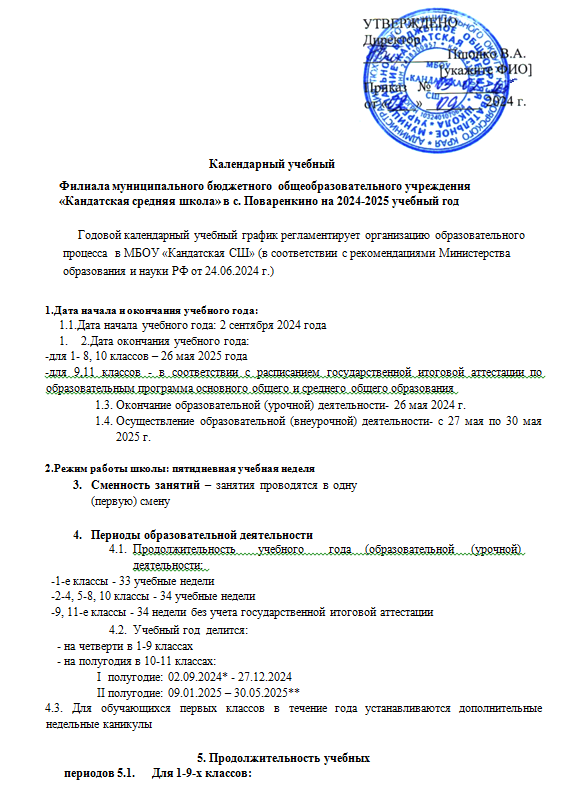 УТВЕРЖДЕНО
Директор
Попопко В.А.
[укажите ФИО]
Приказ №
от « » 2024 г.
МБОУ
«КАНДАТСКАЯ
СШ»
Календарный учебный
Филиала муниципального бюджетного общеобразовательного учреждения
«Кандатская средняя школа» в с. Поваренкино на 2024-2025 учебный год
Годовой календарный учебный график регламентирует организацию образовательного
процесса в МБОУ «Кандатская СШ» (в соответствии с рекомендациями Министерства
образования и науки РФ от 24.06.2024 г.)
1.Дата начала и окончания учебного года:
1.1.Дата начала учебного года: 2 сентября 2024 года
1. 2.Дата окончания учебного года:
-для 1- 8, 10 классов – 26 мая 2025 года
-для 9,11 классов - в соответствии с расписанием государственной итоговой аттестации по
образовательным программа основного общего и среднего общего образования
1.3. Окончание образовательной (урочной) деятельности- 26 мая 2024 г.
1.4. Осуществление образовательной (внеурочной) деятельности- с 27 мая по 30 мая
2025 г.
2.Режим работы школы: пятидневная учебная неделя
3. Сменность занятий – занятия проводятся в одну
(первую) смену
4. Периоды образовательной деятельности
4.1. Продолжительность учебного года (образовательной (урочной)
деятельности:
-1-е классы - 33 учебные недели
-2-4, 5-8, 10 классы - 34 учебные недели
-9, 11-е классы - 34 недели без учета государственной итоговой аттестации
4.2. Учебный год делится:
- на четверти в 1-9 классах
- на полугодия в 10-11 классах:
I полугодие: 02.09.2024* - 27.12.2024
II полугодие: 09.01.2025 – 30.05.2025**
4.3. Для обучающихся первых классов в течение года устанавливаются дополнительные
недельные каникулы
5. Продолжительность учебных
периодов 5.1. Для 1-9-х классов: